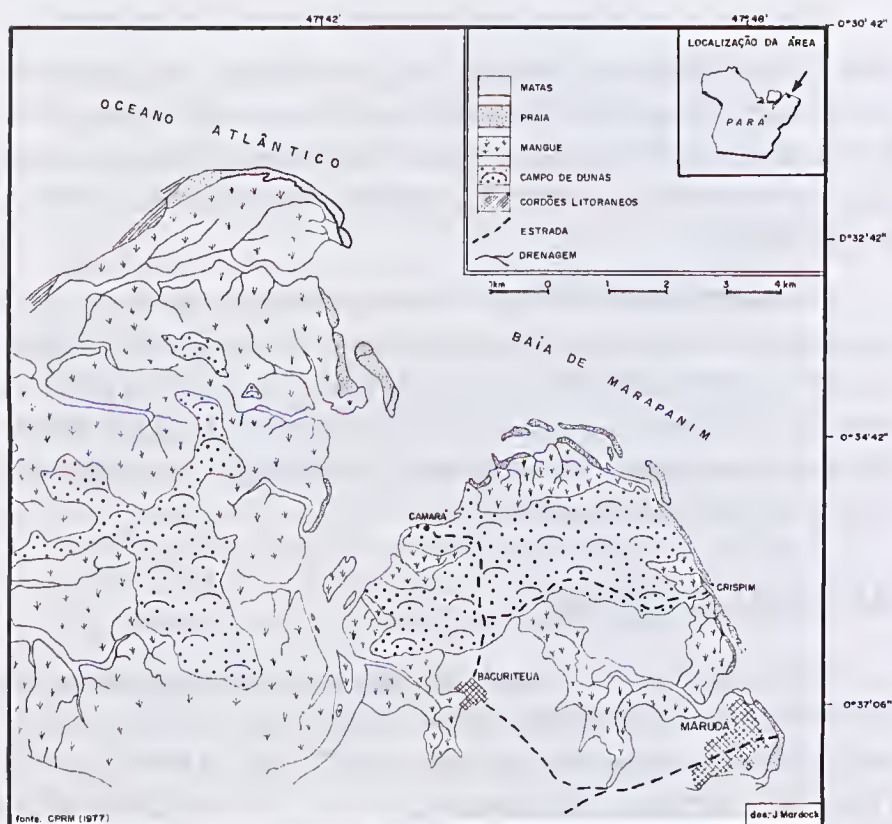 47°42'
47°48'
0°30'42"
OCEANO ATLÂNTICO
MATAS
PRAIA
MANGUE
CAMPO DE DUNAS
CORDÕES LITORANEOS
ESTRADA
DRENAGEM
LOCALIZAÇÃO DA ÁREA
PARÁ
0°32'42"
1km 0 1 2 3 4 km
BAÍA DE MARAPANIM
0°34'42"
CAMARÁ
CRISPIM
BACURITEUA
0°37'06"
MARUDÁ
fonte. CPRM (1977)
des: J Mardock